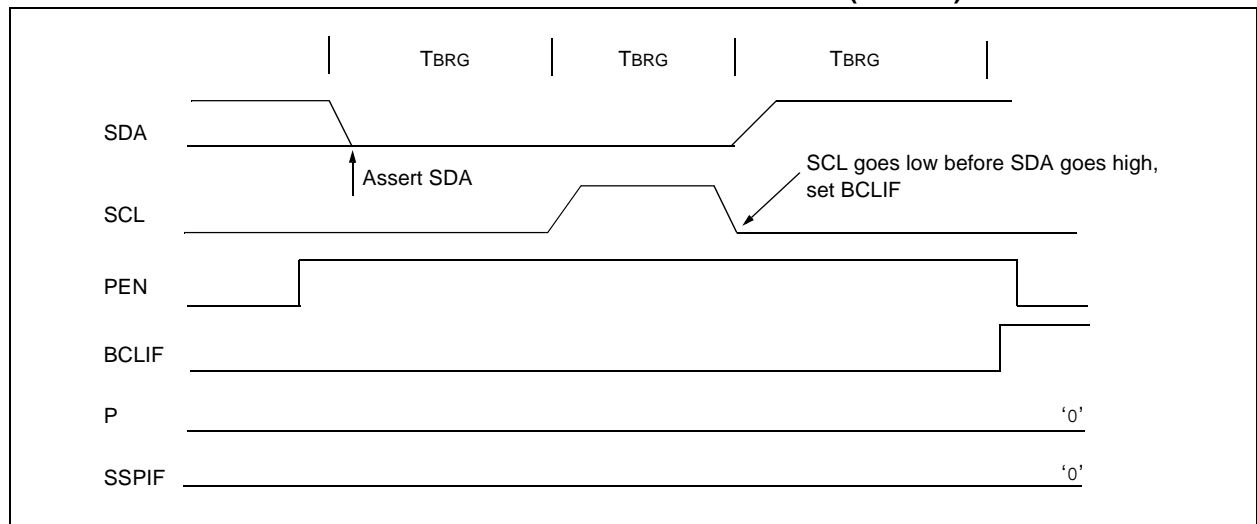 TBRG TBRG TBRG
SDA
Assert SDA
SCL goes low before SDA goes high,
set BCLIF
SCL
PEN
BCLIF
P
'0'
SSPIF
'0'